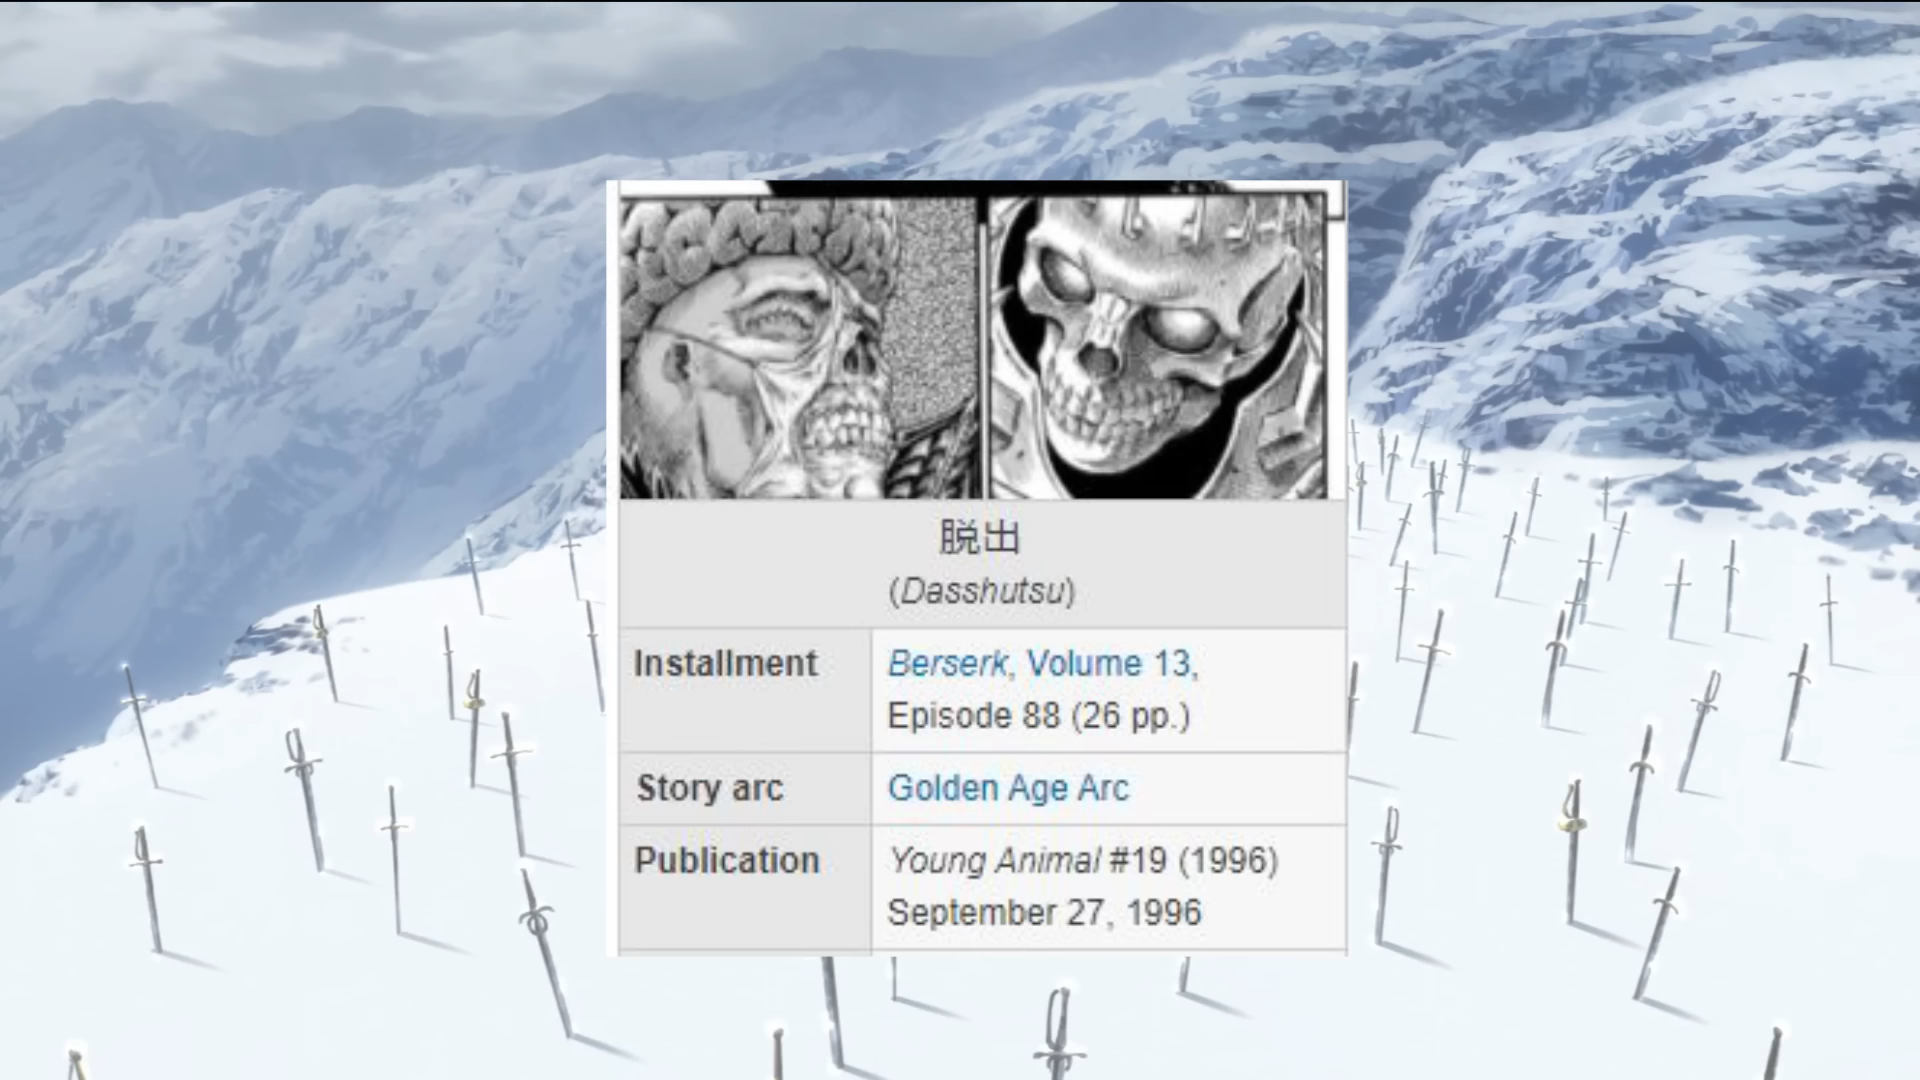 脱出
(Dasshutsu)
Installment
Berserk, Volume 13,
Episode 88 (26 pp.)
Story arc
Golden Age Arc
Publication
Young Animal #19 (1996)
September 27, 1996